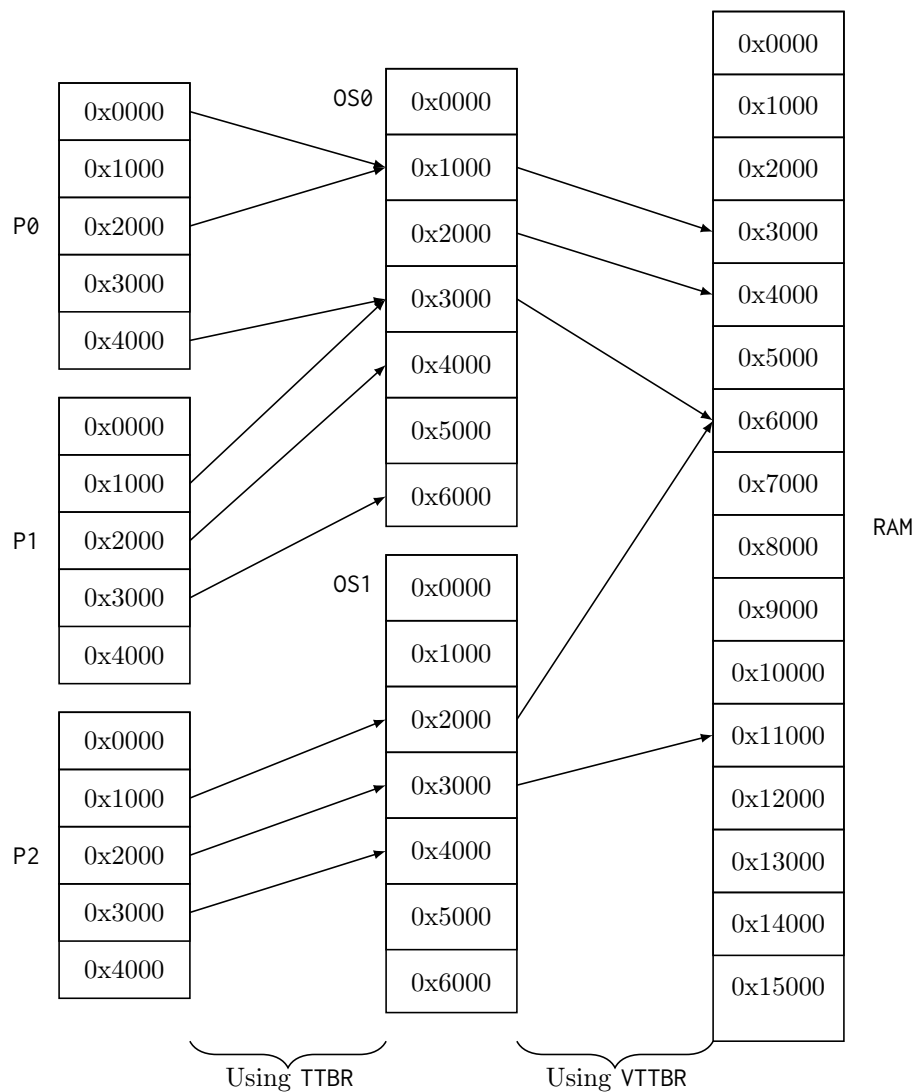 P0
0x0000
0x1000
0x2000
0x3000
0x4000
P1
0x0000
0x1000
0x2000
0x3000
0x4000
P2
0x0000
0x1000
0x2000
0x3000
0x4000
OS0
0x0000
0x1000
0x2000
0x3000
0x4000
0x5000
0x6000
OS1
0x0000
0x1000
0x2000
0x3000
0x4000
0x5000
0x6000
0x0000
0x1000
0x2000
0x3000
0x4000
0x5000
0x6000
0x7000
0x8000
0x9000
0x10000
0x11000
0x12000
0x13000
0x14000
0x15000
RAM
Using TTBR
Using VTTBR